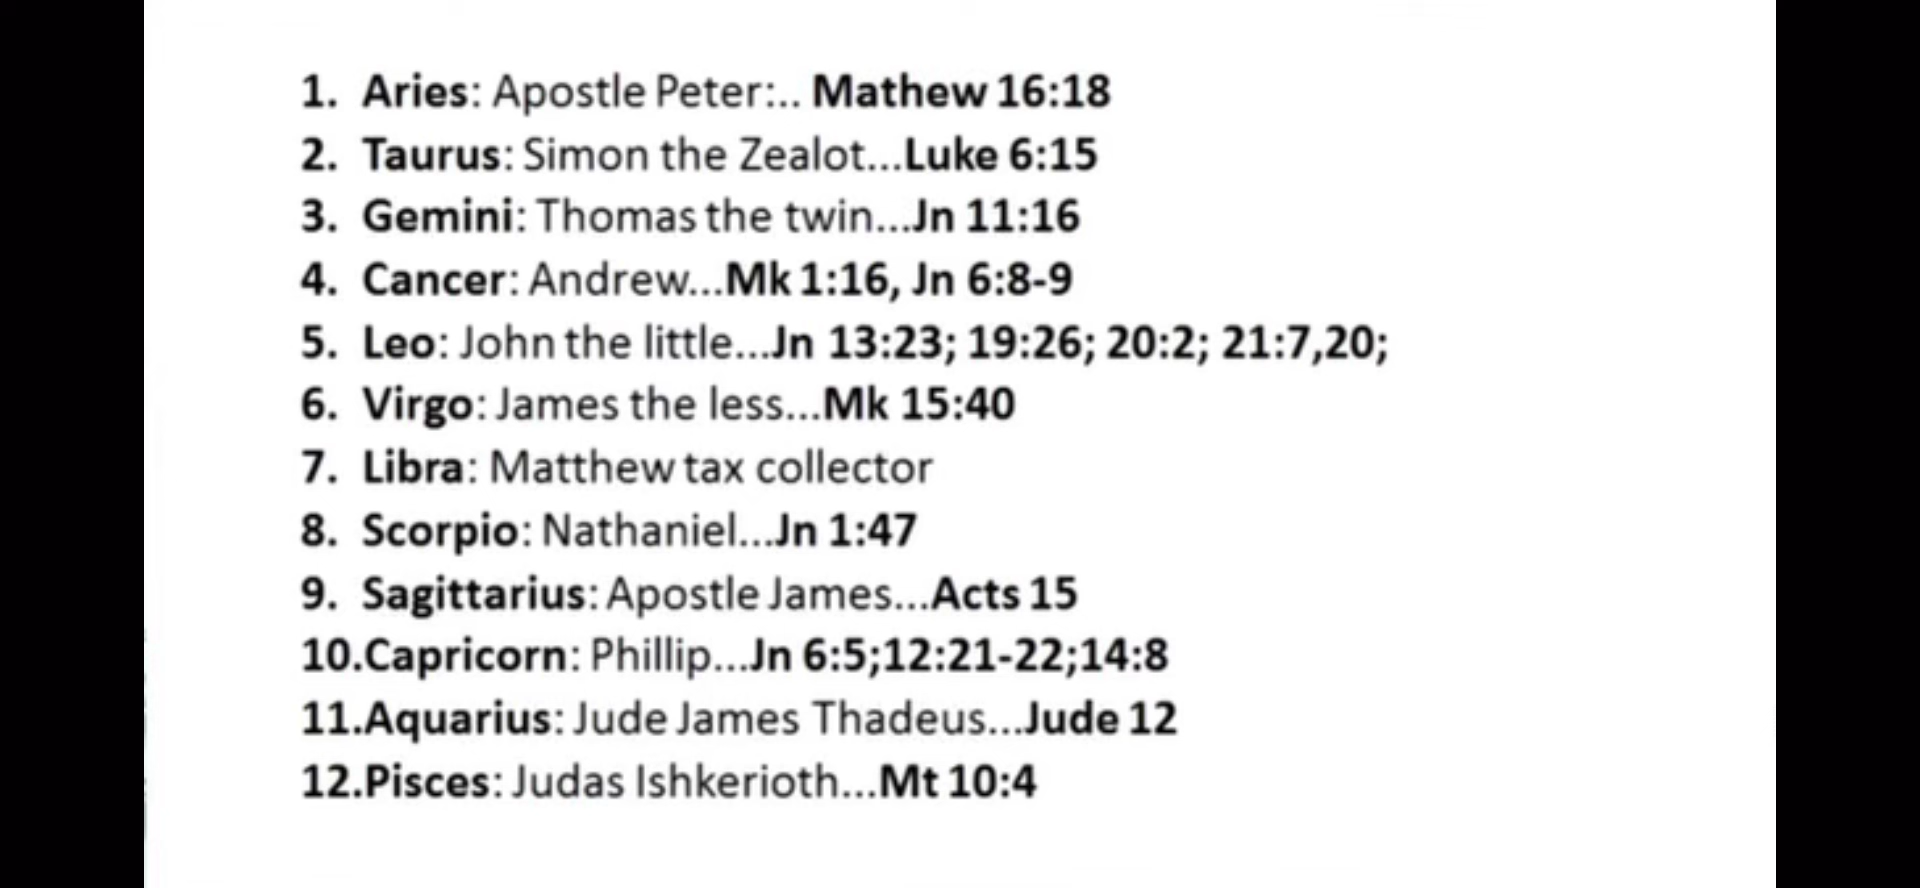 1. Aries: Apostle Peter:.. Mathew 16:18
2. Taurus: Simon the Zealot...Luke 6:15
3. Gemini: Thomas the twin...Jn 11:16
4. Cancer: Andrew...Mk 1:16, Jn 6:8-9
5. Leo: John the little...Jn 13:23; 19:26; 20:2; 21:7,20;
6. Virgo: James the less...Mk 15:40
7. Libra: Matthew tax collector
8. Scorpio: Nathaniel...Jn 1:47
9. Sagittarius: Apostle James...Acts 15
10.Capricorn: Phillip...Jn 6:5;12:21-22;14:8
11.Aquarius: Jude James Thadeus...Jude 12
12.Pisces: Judas Ishkerioth...Mt 10:4